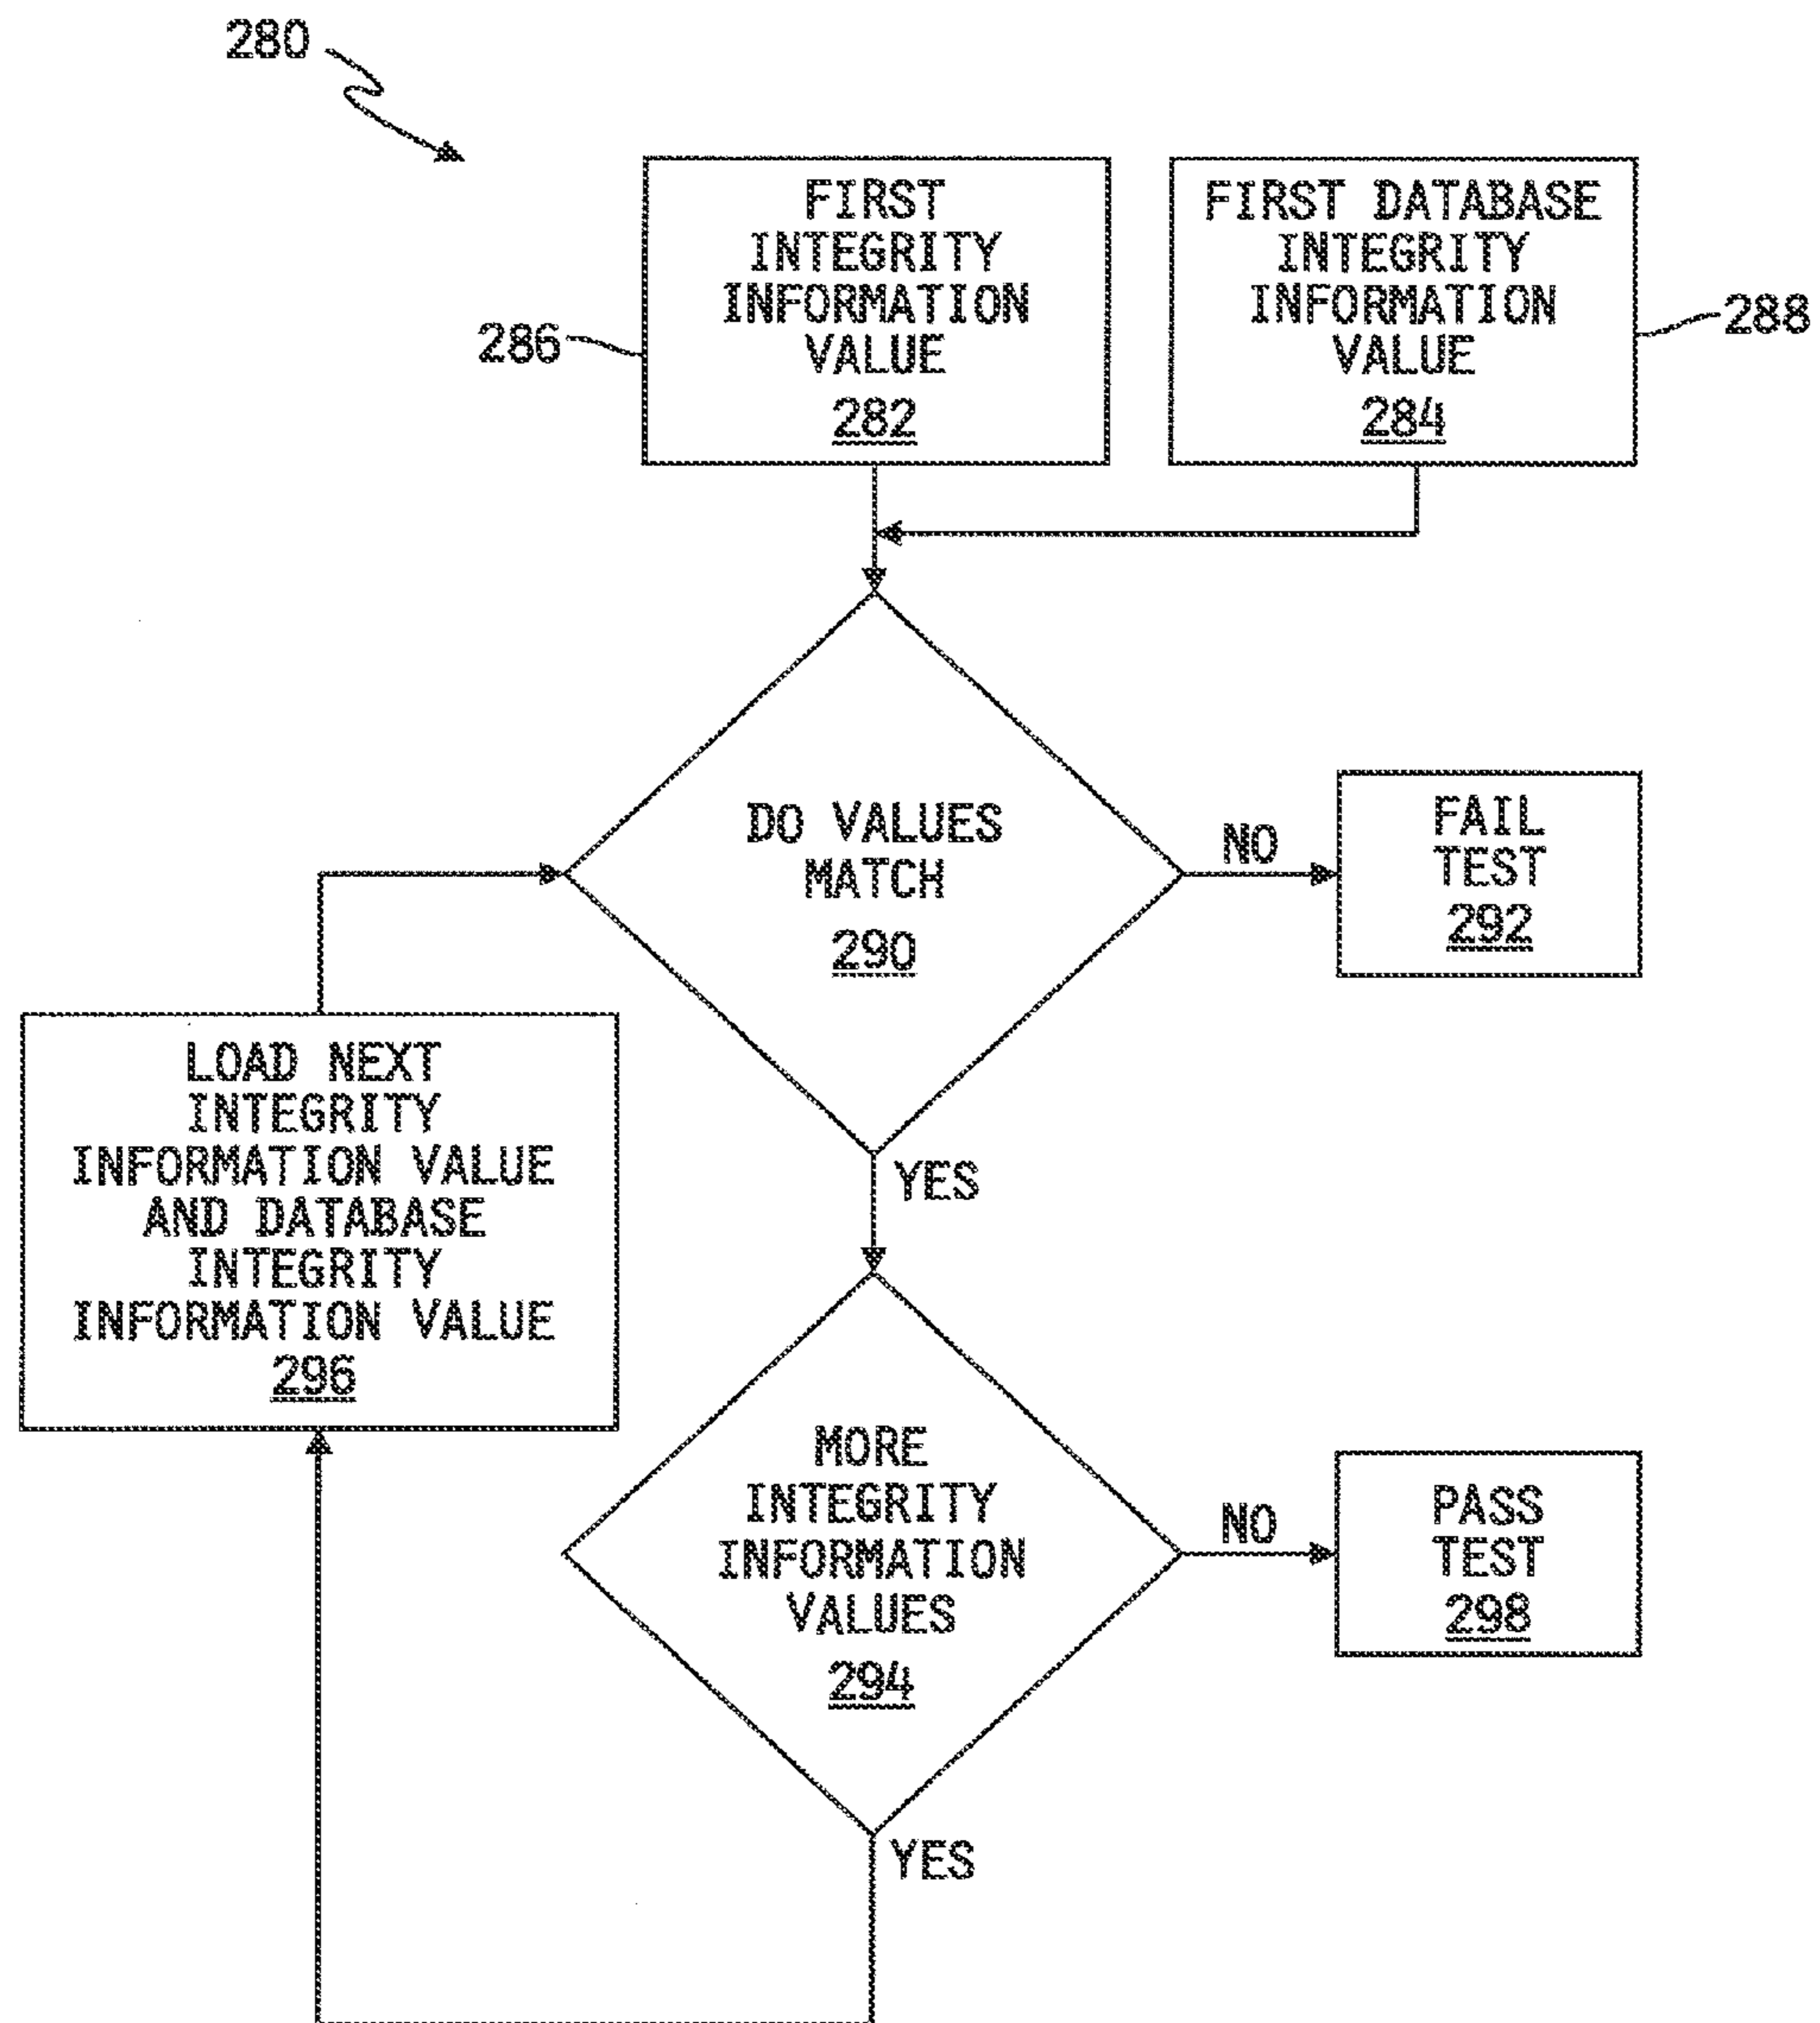 280
FIRST
INTEGRITY
INFORMATION
VALUE
282
286
FIRST DATABASE
INTEGRITY
INFORMATION
VALUE
284
288
DO VALUES
MATCH
290
NO
FAIL
TEST
292
YES
LOAD NEXT
INTEGRITY
INFORMATION VALUE
AND DATABASE
INTEGRITY
INFORMATION VALUE
296
MORE
INTEGRITY
INFORMATION
VALUES
294
NO
PASS
TEST
298
YES